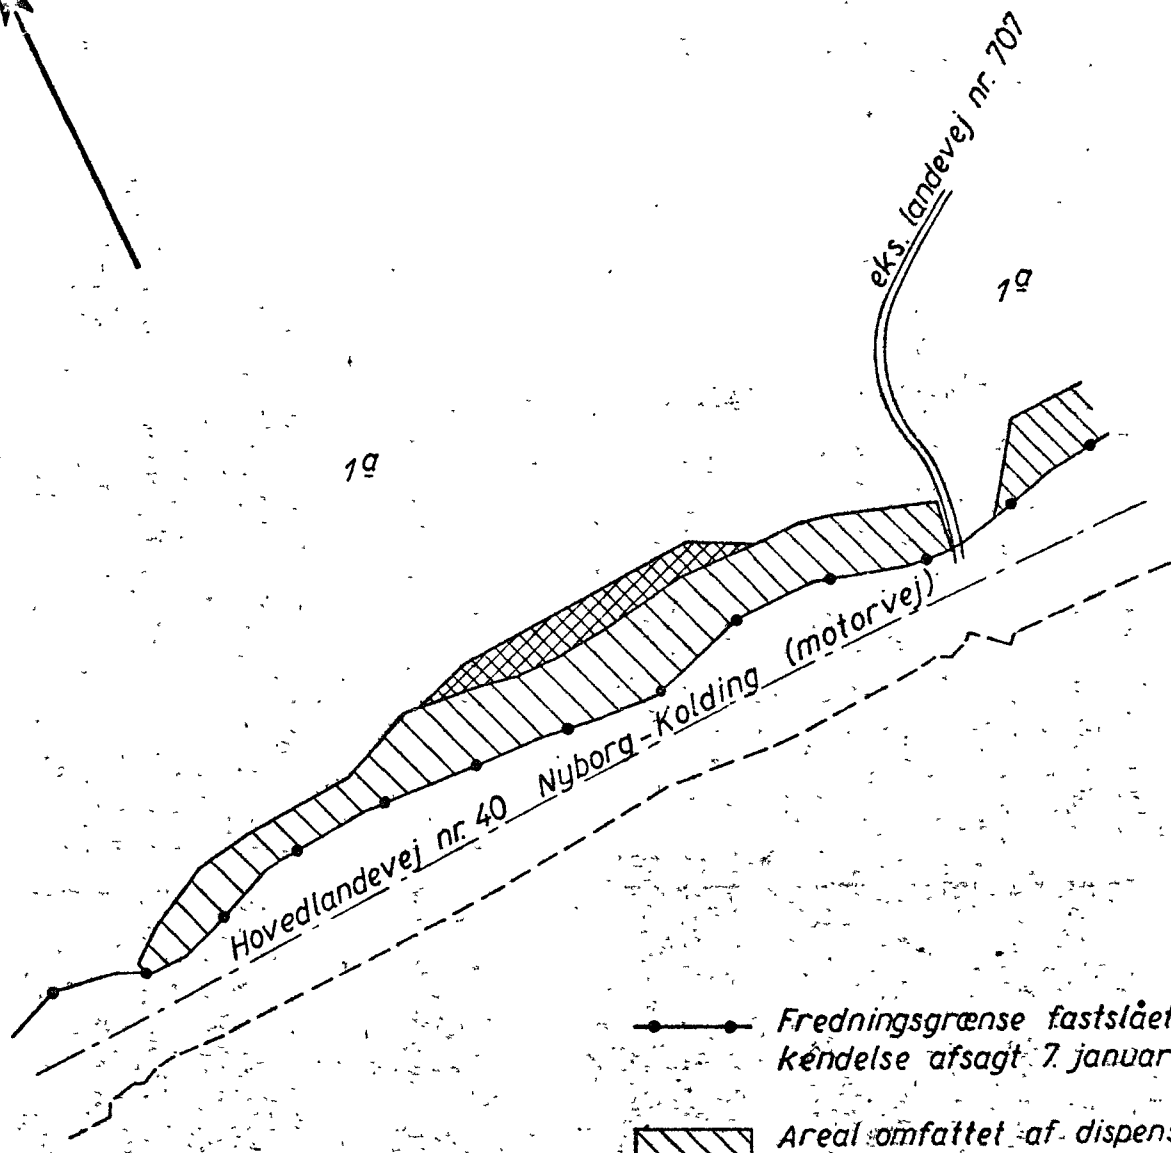 eks. landevej nr. 707
1a
1a
Hovedlandevej nr. 40 Nyborg-Kolding (motorvej)
Fredningsgrænse fastslået
kendelse afsagt 7. januar
Areal omfattet af dispens